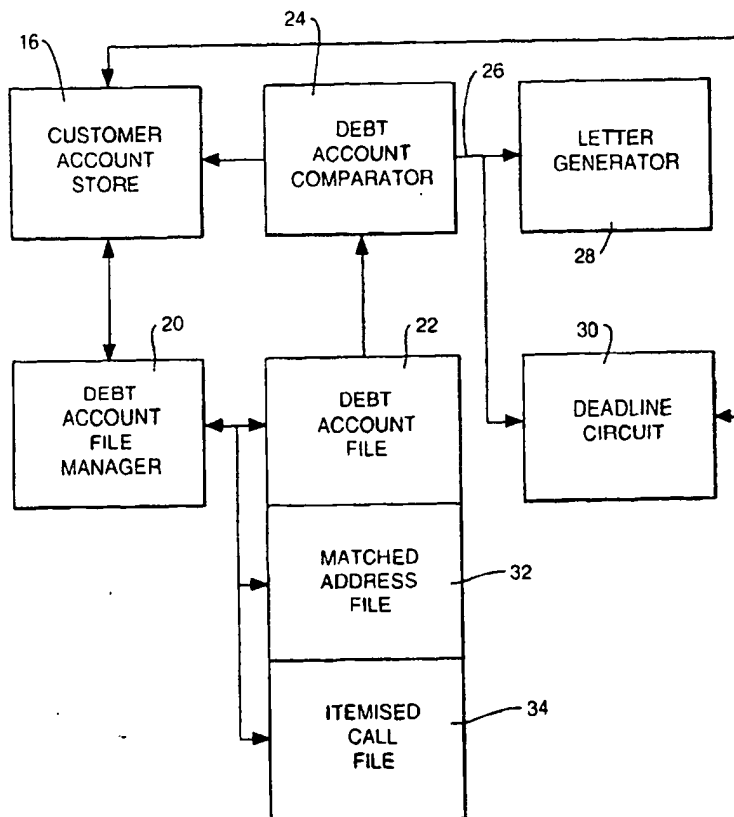 24
16
26
CUSTOMER
ACCOUNT
STORE
DEBT
ACCOUNT
COMPARATOR
LETTER
GENERATOR
28
20
22
30
DEBT
ACCOUNT
FILE
MANAGER
DEBT
ACCOUNT
FILE
DEADLINE
CIRCUIT
MATCHED
ADDRESS
FILE
32
ITEMISED
CALL
FILE
34